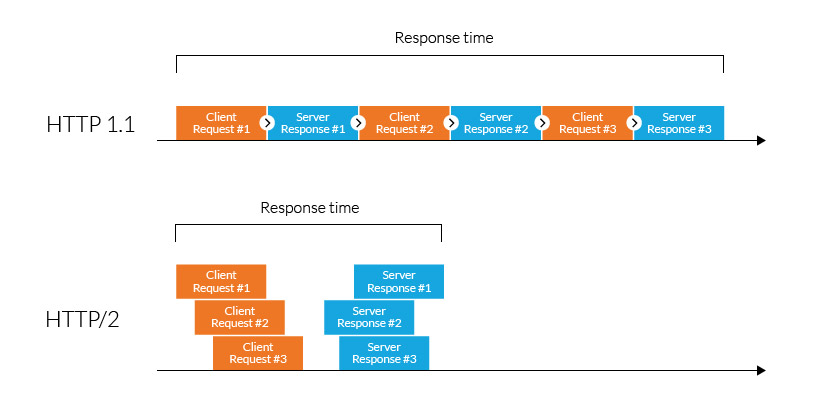 Response time
HTTP 1.1
Client
Request #1
Server
Response #1
Client
Request #2
Server
Response #2
Client
Request #3
Server
Response #3
Response time
HTTP/2
Client
Request #1
Server
Response #1
Client
Request #2
Server
Response #2
Client
Request #3
Server
Response #3